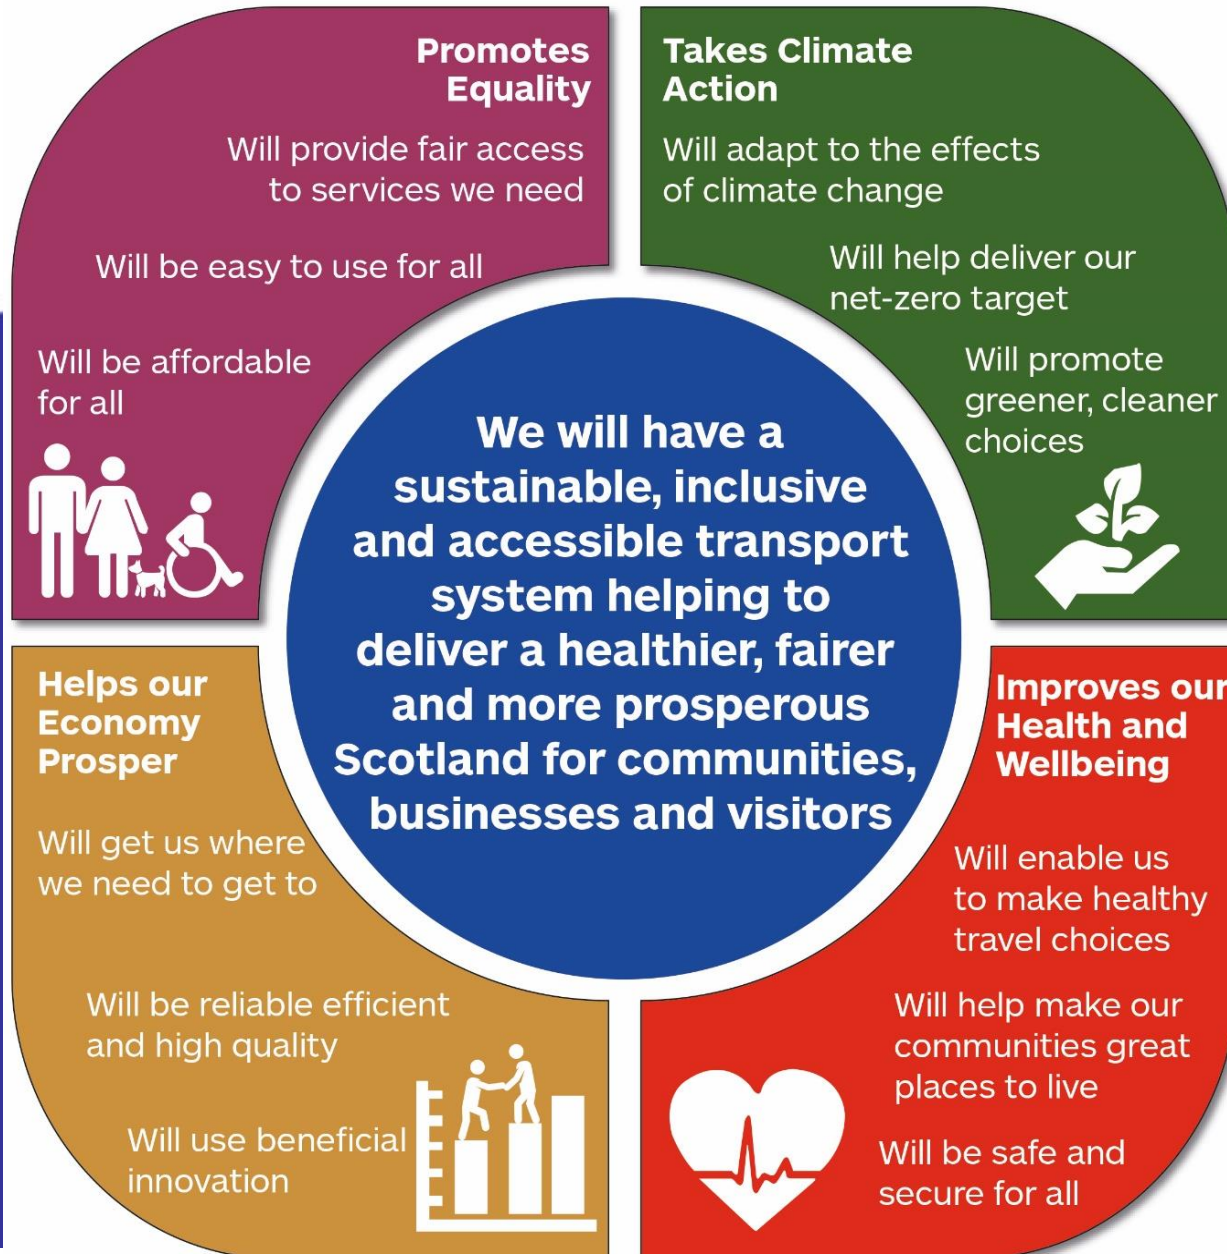 Promotes
Equality
Will provide fair access
to services we need
Will be easy to use for all
Will be affordable
for all
Takes Climate
Action
Will adapt to the effects
of climate change
Will help deliver our
net-zero target
Will promote
greener, cleaner
choices
We will have a
sustainable, inclusive
and accessible transport
system helping to
deliver a healthier, fairer
and more prosperous
Scotland for communities,
businesses and visitors
Helps our
Economy
Prosper
Will get us where
we need to get to
Will be reliable efficient
and high quality
Will use beneficial
innovation
Improves our
Health and
Wellbeing
Will enable us
to make healthy
travel choices
Will help make our
communities great
places to live
Will be safe and
secure for all